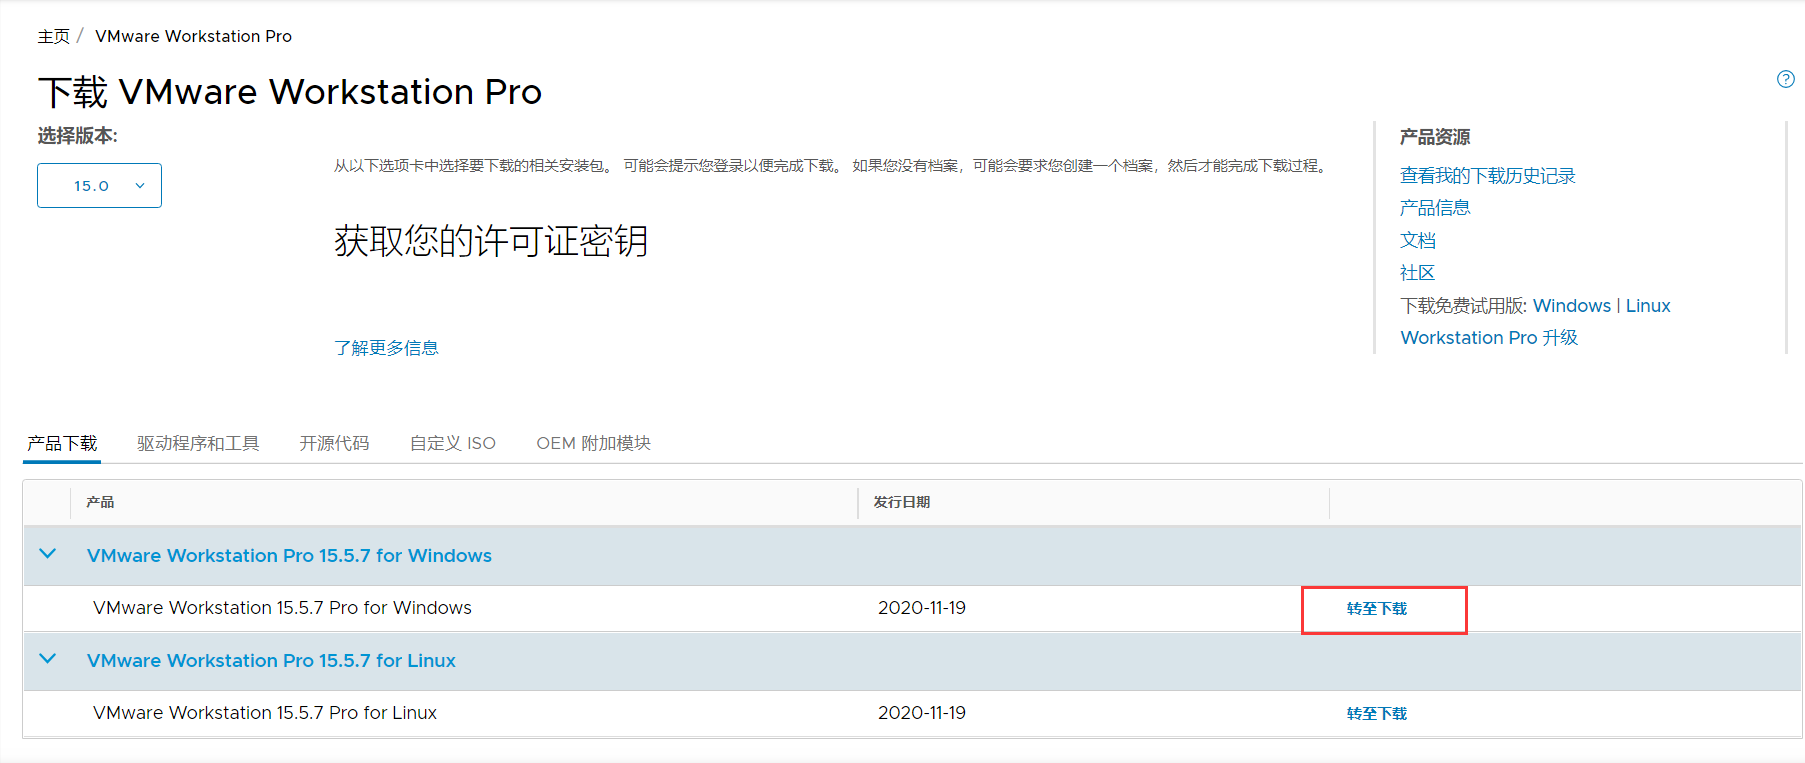 主页 / VMware Workstation Pro
下载 VMware Workstation Pro
选择版本:
15.0
从以下选项卡中选择要下载的相关安装包。 可能会提示您登录以便完成下载。 如果您没有档案，可能会要求您创建一个档案，然后才能完成下载过程。
获取您的许可证密钥
了解更多信息
产品资源
查看我的下载历史记录
产品信息
文档
社区
下载免费试用版: Windows | Linux
Workstation Pro 升级
产品下载 驱动程序和工具 开源代码 自定义 ISO OEM 附加模块
产品 发行日期
VMware Workstation Pro 15.5.7 for Windows
VMware Workstation 15.5.7 Pro for Windows 2020-11-19 转至下载
VMware Workstation Pro 15.5.7 for Linux
VMware Workstation 15.5.7 Pro for Linux 2020-11-19 转至下载